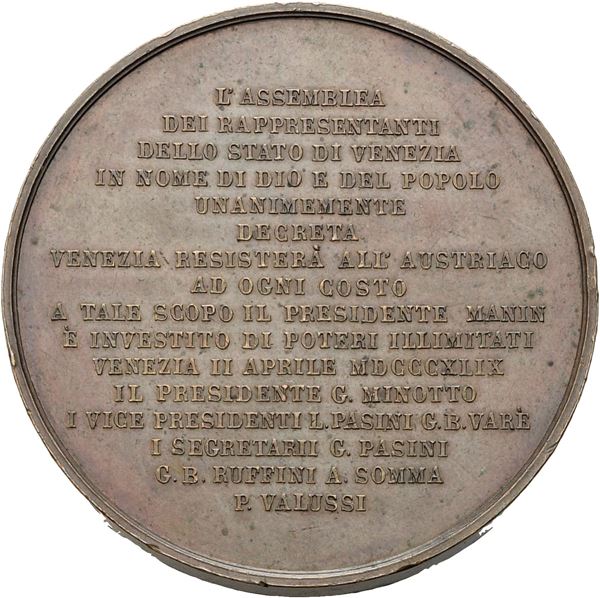 L'ASSEMBLEA
DEI RAPPRESENTANTI
DELLO STATO DI VENEZIA
IN NOME DI DIO E DEL POPOLO
UNANIMEMENTE
DECRETA
VENEZIA RESISTERÀ ALL'AUSTRIACO
AD OGNI COSTO
A TALE SCOPO IL PRESIDENTE MANIN
È INVESTITO DI POTERI ILLIMITATI
VENEZIA II APRILE MDCCCXLIX
IL PRESIDENTE G. MINOTTO
I VICE PRESIDENTI L. PASINI G. B. VARÈ
I SEGRETARII G. PASINI
G. B. RUFFINI A. SOMMA
P. VALUSSI